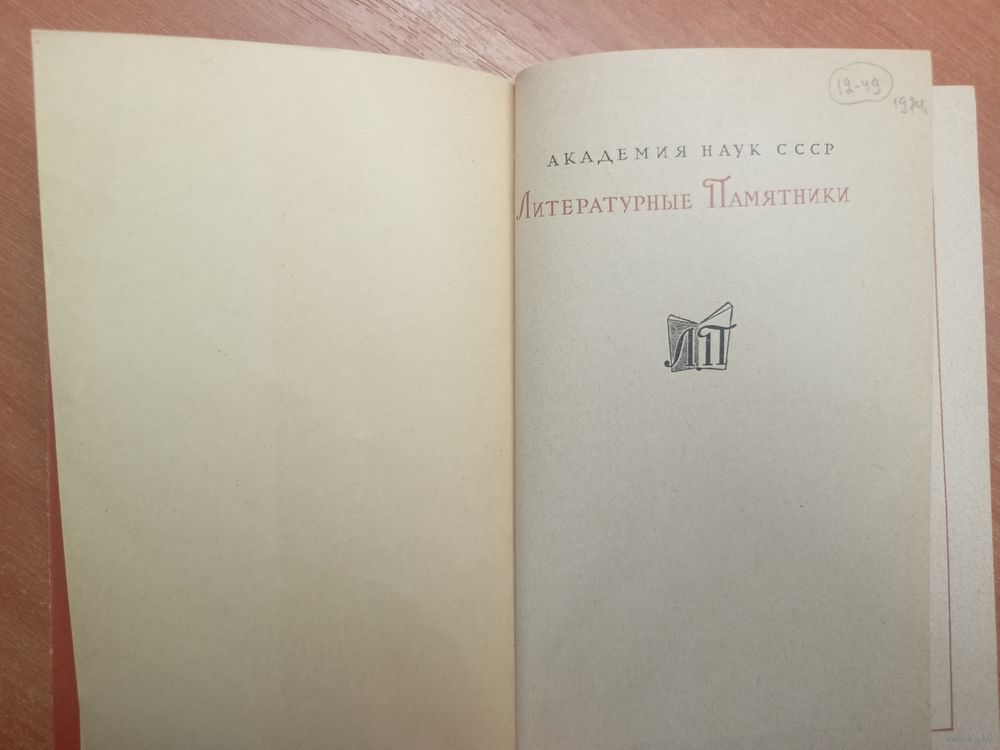 12-49
1974
АКАДЕМИЯ НАУК СССР
ЛИТЕРАТУРНЫЕ ПАМЯТНИКИ
ЛП